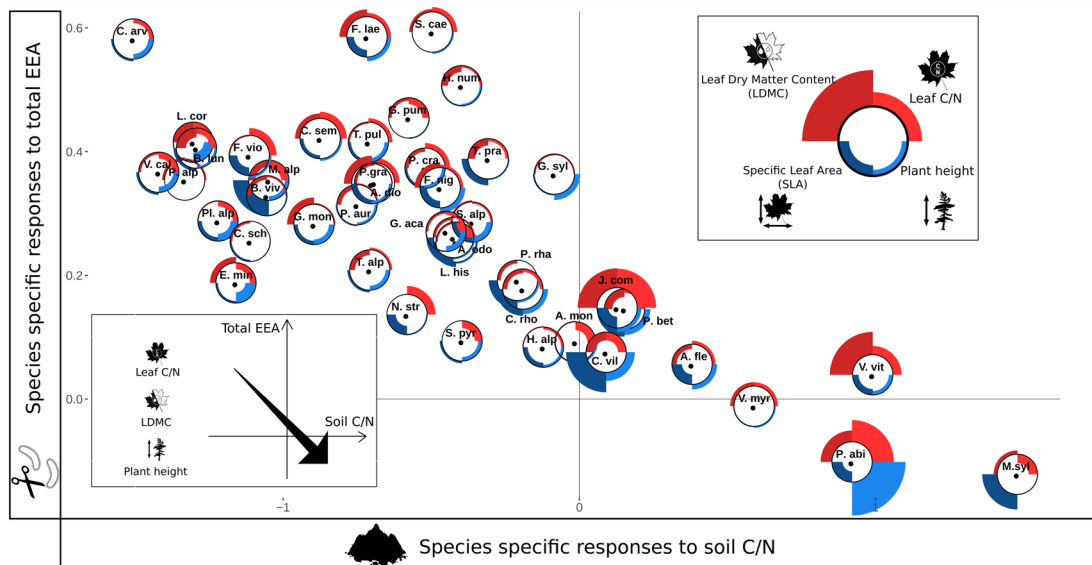 Species specific responses to total EEA
0.6-
0.4-
0.2-
0.0-
C. arv
F. lae
S. cae
H. num
G. pum
L. cor
C. sem
T. pul
F. vio
B. lun
V. cal
P. alp
M. alp
B. viv
P.gra
A. dio
P. cra
F. nig
T. pra
G. syl
P. aur
Pl. alp
G. mon
G. aca
S. alp
C. sch
A. odo
L. his
E. min
T. alp
P. rha
N. str
C. rho
J. com
P. bet
A. mon
S. pyr
H. alp
C. vil
A. fle
V. vit
V. myr
P. abi
M.syl
Leaf Dry Matter Content
(LDMC)
Leaf C/N
Specific Leaf Area
(SLA)
Plant height
Total EEA
Soil C/N
Leaf C/N
LDMC
Plant height
−1
0
1
Species specific responses to soil C/N